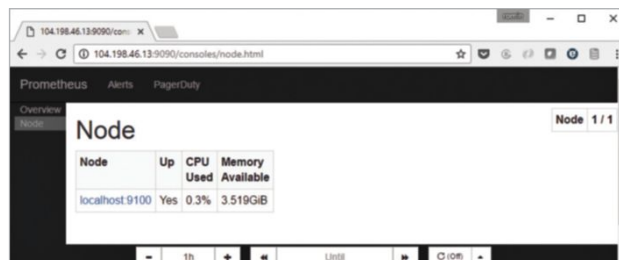 104.198.46.13:9090/cons
104.198.46.13:9090/consoles/node.html
Prometheus Alerts PagerDuty
Overview
Node
Node
Node 1 / 1
Node Up CPU Used Memory Available
localhost:9100 Yes 0.3% 3.519GiB
- 1h + Until (Off)